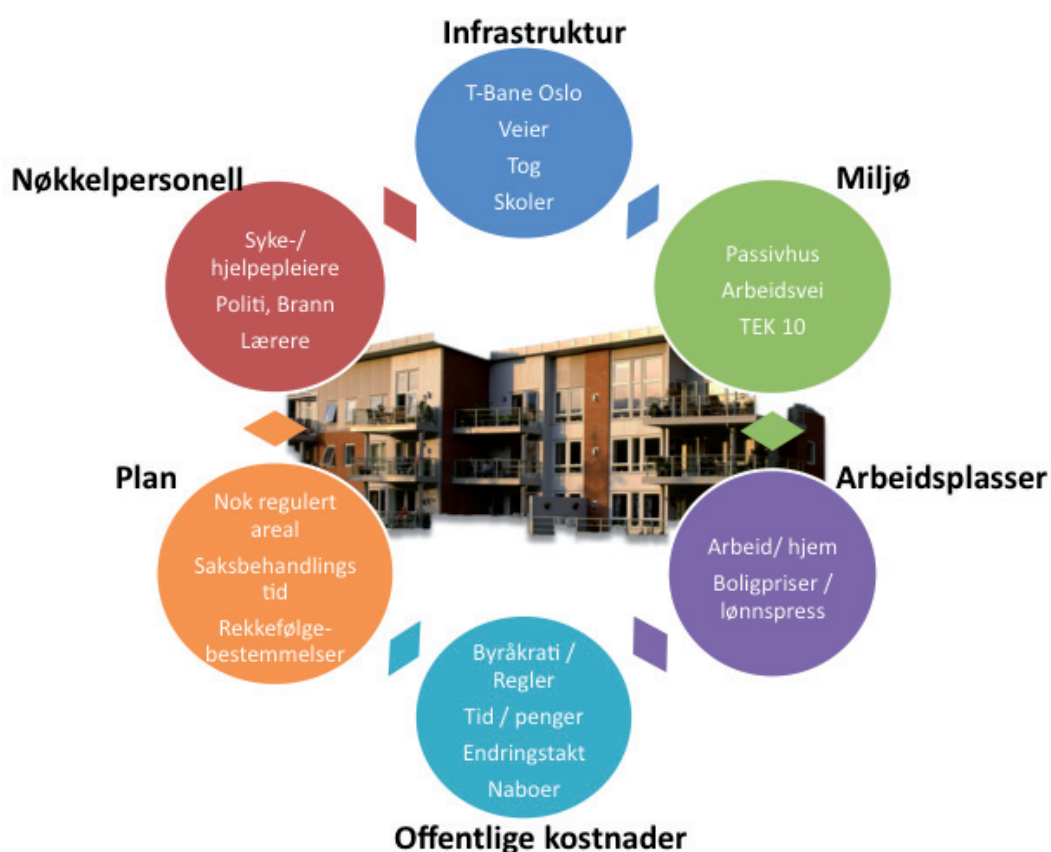 Infrastruktur
T-Bane Oslo
Veier
Tog
Skoler
Miljø
Passivhus
Arbeidsvei
TEK 10
Arbeidsplasser
Arbeid/ hjem
Boligpriser /
lønnspress
Offentlige kostnader
Byråkrati /
Regler
Tid / penger
Endringstakt
Naboer
Plan
Nok regulert
areal
Saksbehandlings
tid
Rekkefølge-
bestemmelser
Nøkkelpersonell
Syke-/
hjelpepleiere
Politi, Brann
Lærere